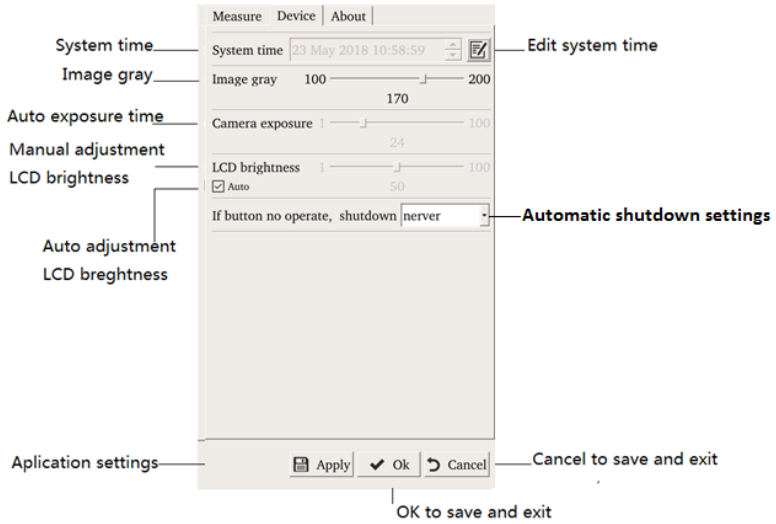 Measure Device About
System time
System time 23 May 2018 10:58:59
Edit system time
Image gray
Image gray 100 200
170
Auto exposure time
Camera exposure 1 100
24
Manual adjustment
LCD brightness
LCD brightness 1 100
Auto 50
If button no operate, shutdown nerver
Automatic shutdown settings
Auto adjustment
LCD breghtness
Aplication settings
Apply Ok Cancel
Cancel to save and exit
OK to save and exit